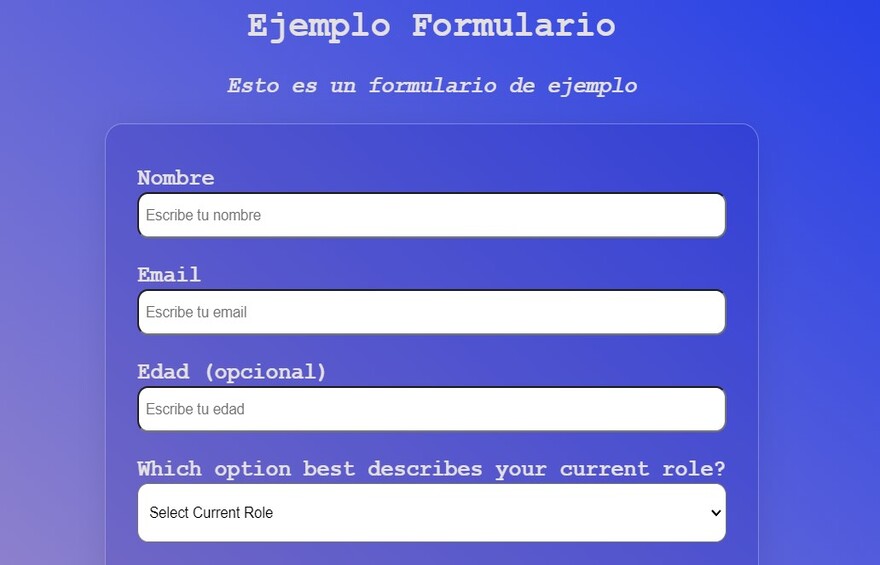 Ejemplo Formulario
Esto es un formulario de ejemplo
Nombre
Escribe tu nombre
Email
Escribe tu email
Edad (opcional)
Escribe tu edad
Which option best describes your current role?
Select Current Role